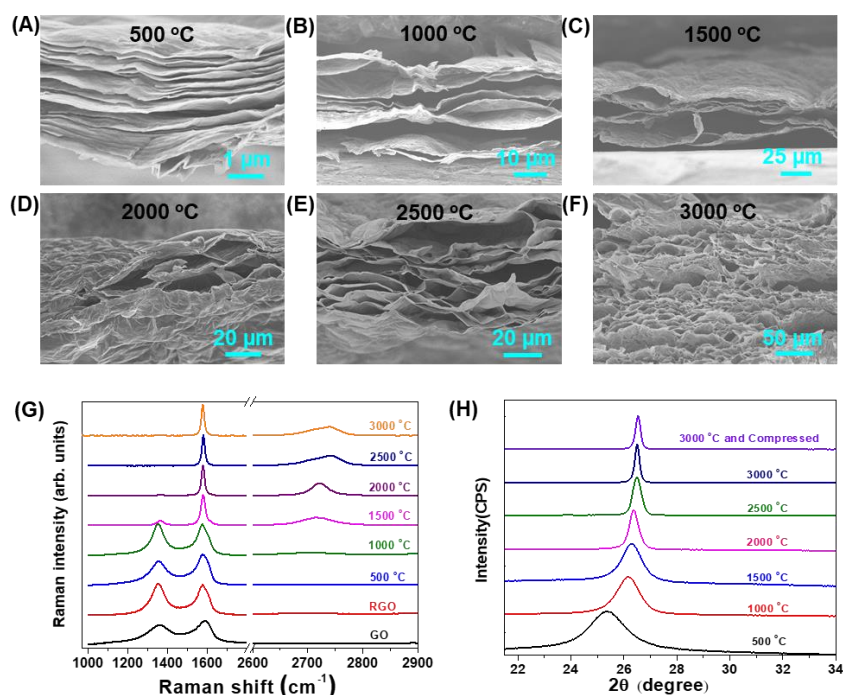 (A) 500 °C
1 µm
(B) 1000 °C
10 µm
(C) 1500 °C
25 µm
(D) 2000 °C
20 µm
(E) 2500 °C
20 µm
(F) 3000 °C
50 µm
(G)
Raman intensity (arb. units)
3000 °C
2500 °C
2000 °C
1500 °C
1000 °C
500 °C
RGO
GO
1000 1200 1400 1600 2600 2700 2800 2900
Raman shift (cm⁻¹)
(H)
Intensity(CPS)
3000 °C and Compressed
3000 °C
2500 °C
2000 °C
1500 °C
1000 °C
500 °C
22 24 26 28 30 32 34
2θ (degree)